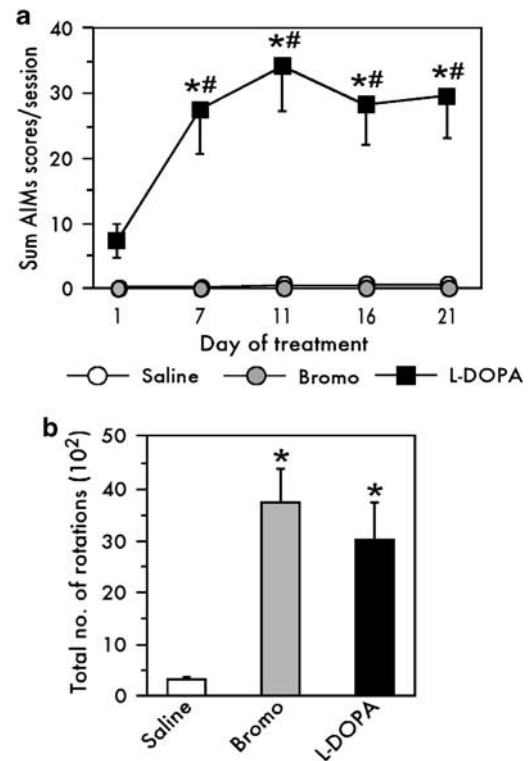 a
Sum AIMs scores/session
40
30
20
10
0
*#
*#
*#
*#
1 7 11 16 21
Day of treatment
Saline Bromo L-DOPA
b
Total no. of rotations (10²)
50
40
30
20
10
0
*
*
Saline Bromo L-DOPA